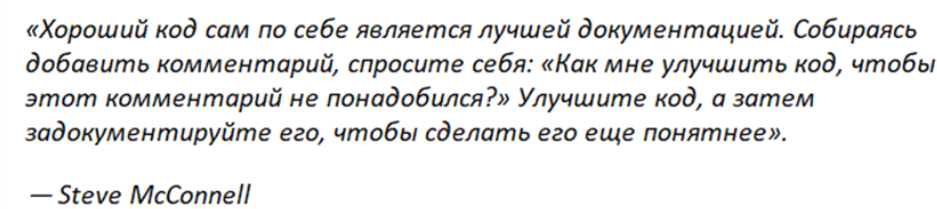 «Хороший код сам по себе является лучшей документацией. Собираясь
добавить комментарий, спросите себя: «Как мне улучшить код, чтобы
этот комментарий не понадобился?» Улучшите код, а затем
задокументируйте его, чтобы сделать его еще понятнее».
— Steve McConnell